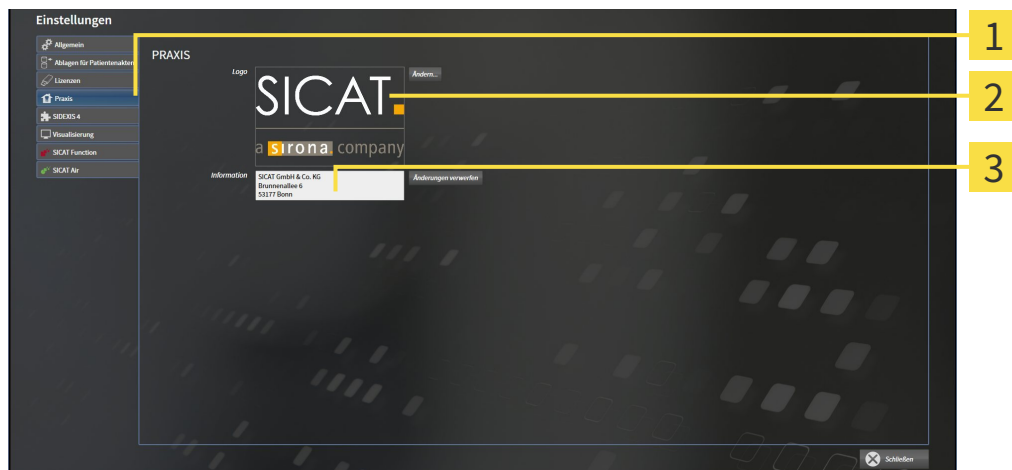 Einstellungen
Allgemein
Ablagen für Patientenakten
Lizenzen
Praxis
SIDEXIS 4
Visualisierung
SICAT Function
SICAT Air
PRAXIS
Logo
SICAT.
a sirona. company
Ändern...
Information
SICAT GmbH & Co. KG
Brunnenallee 6
53177 Bonn
Änderungen verwerfen
Schließen
1
2
3